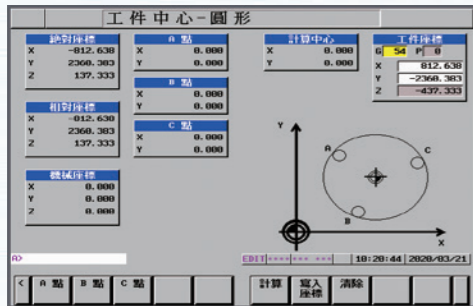 工件中心-圓形
絕對座標
X -812.638
Y 2360.383
Z 137.333
相對座標
X -812.638
Y 2360.383
Z 137.333
機械座標
X 0.000
Y 0.000
Z 0.000
A 點
X 0.000
Y 0.000
B 點
X 0.000
Y 0.000
C 點
X 0.000
Y 0.000
計算中心
X 0.000
Y 0.000
工件座標
G 54 P 0
X 812.638
Y -2360.383
Z -437.333
Y
A
C
B
X
A>
EDIT **** *** *** 10:20:44 2020/03/21
< A 點 B 點 C 點 計算 寫入座標 清除